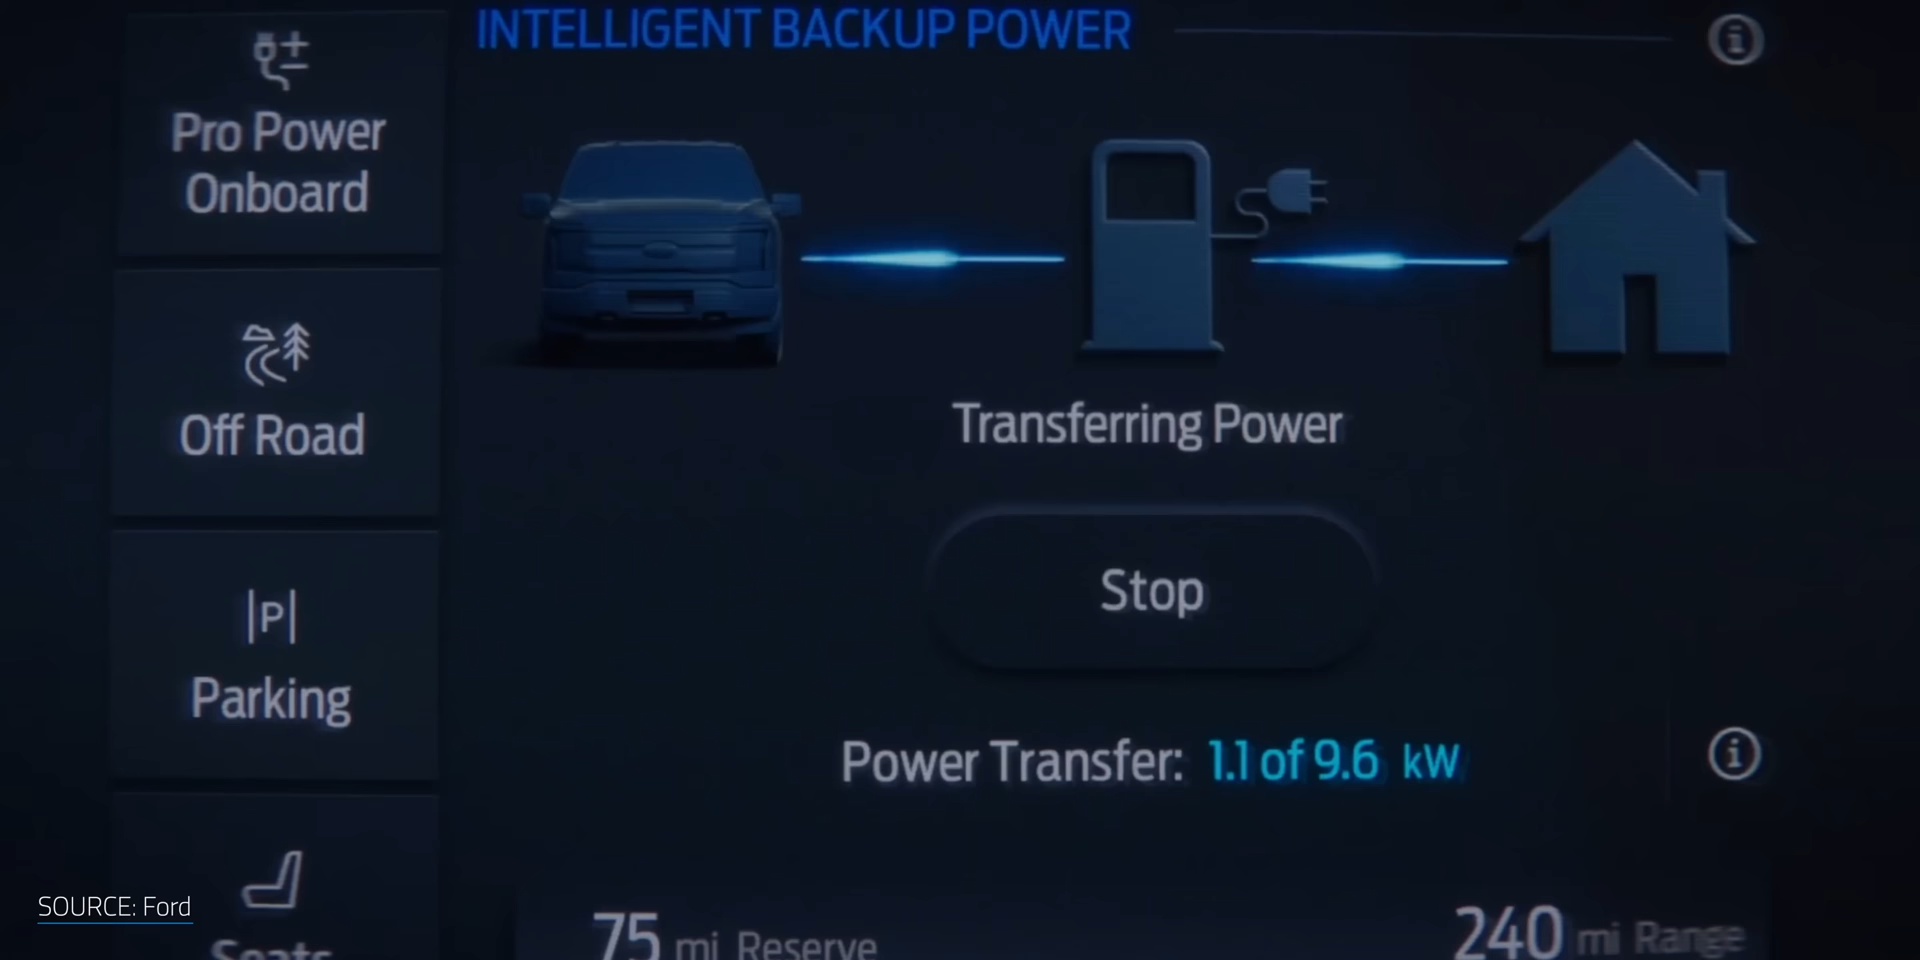 INTELLIGENT BACKUP POWER
Pro Power
Onboard
Off Road
|P|
Parking
Seats
Transferring Power
Stop
Power Transfer: 1.1 of 9.6 kW
75 mi Reserve
240 mi Range
SOURCE: Ford